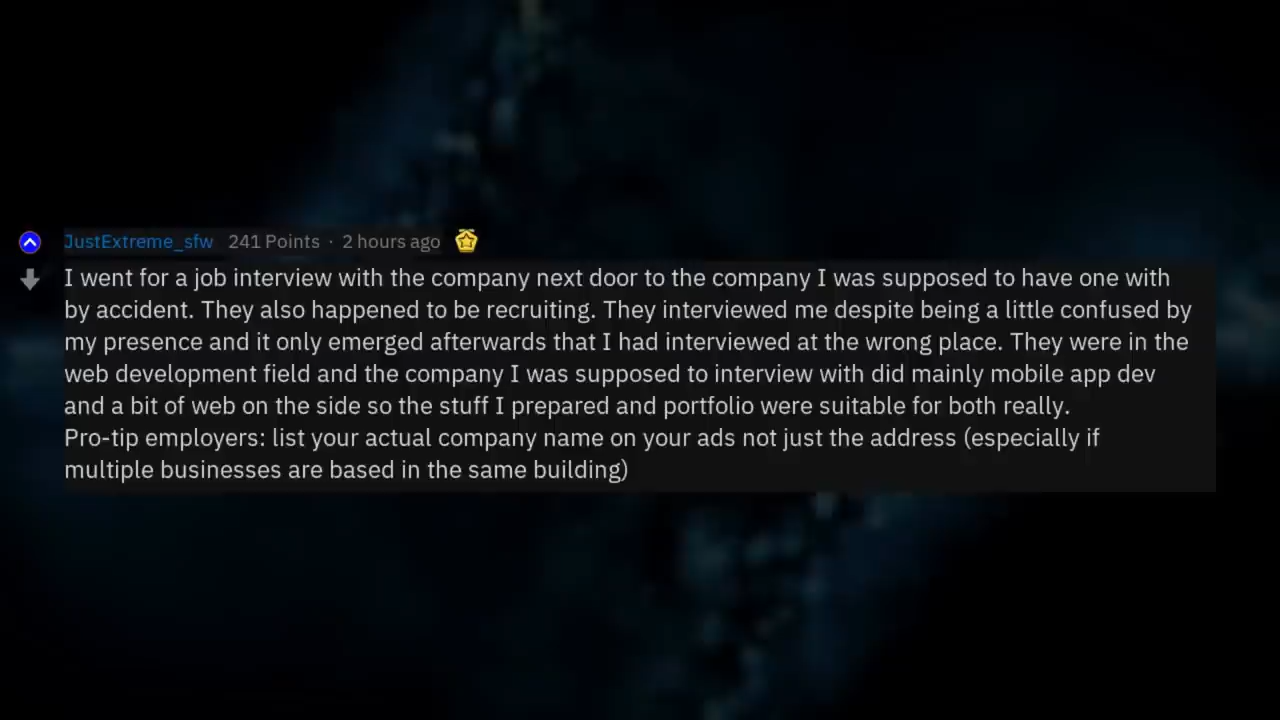 JustExtreme_sfw 241 Points · 2 hours ago
I went for a job interview with the company next door to the company I was supposed to have one with
by accident. They also happened to be recruiting. They interviewed me despite being a little confused by
my presence and it only emerged afterwards that I had interviewed at the wrong place. They were in the
web development field and the company I was supposed to interview with did mainly mobile app dev
and a bit of web on the side so the stuff I prepared and portfolio were suitable for both really.
Pro-tip employers: list your actual company name on your ads not just the address (especially if
multiple businesses are based in the same building)